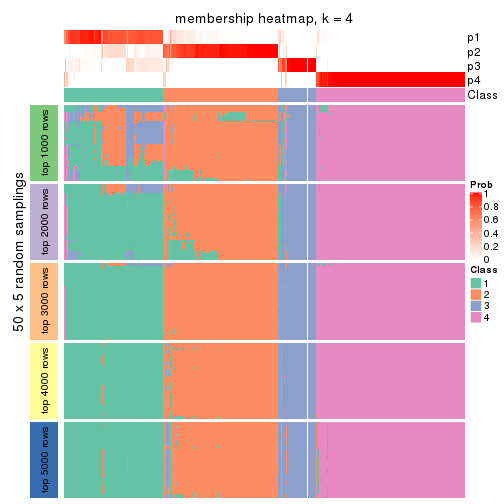 membership heatmap, k = 4
p1
p2
p3
p4
Class
50 x 5 random samplings
top 1000 rows
top 2000 rows
top 3000 rows
top 4000 rows
top 5000 rows
Prob
1
0.8
0.6
0.4
0.2
0
Class
1
2
3
4